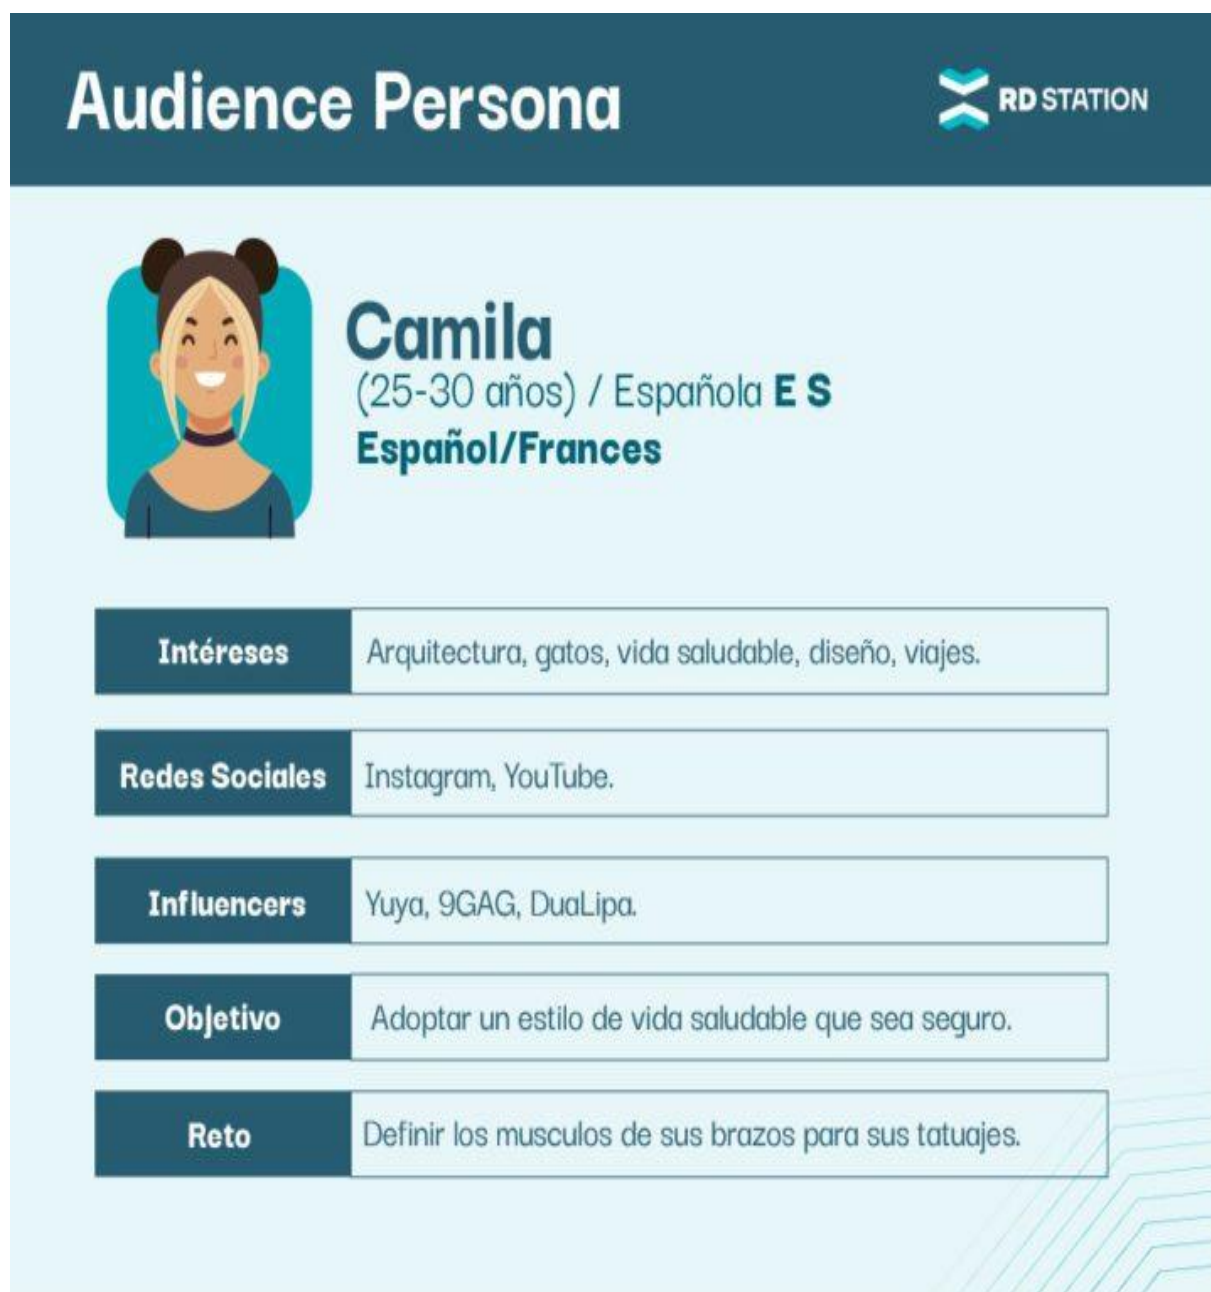 Audience Persona
RD STATION
Camila
(25-30 años) / Española E S
Español/Frances
Intéreses
Arquitectura, gatos, vida saludable, diseño, viajes.
Redes Sociales
Instagram, YouTube.
Influencers
Yuya, 9GAG, DuaLipa.
Objetivo
Adoptar un estilo de vida saludable que sea seguro.
Reto
Definir los musculos de sus brazos para sus tatuajes.